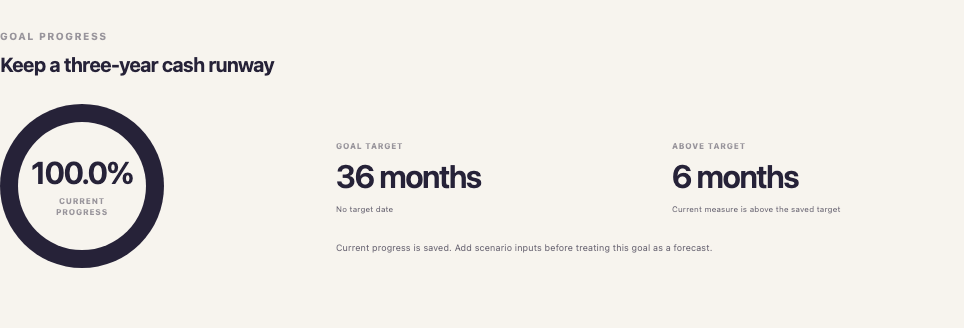 GOAL PROGRESS
Keep a three-year cash runway
100.0%
CURRENT
PROGRESS
GOAL TARGET
36 months
No target date
ABOVE TARGET
6 months
Current measure is above the saved target
Current progress is saved. Add scenario inputs before treating this goal as a forecast.